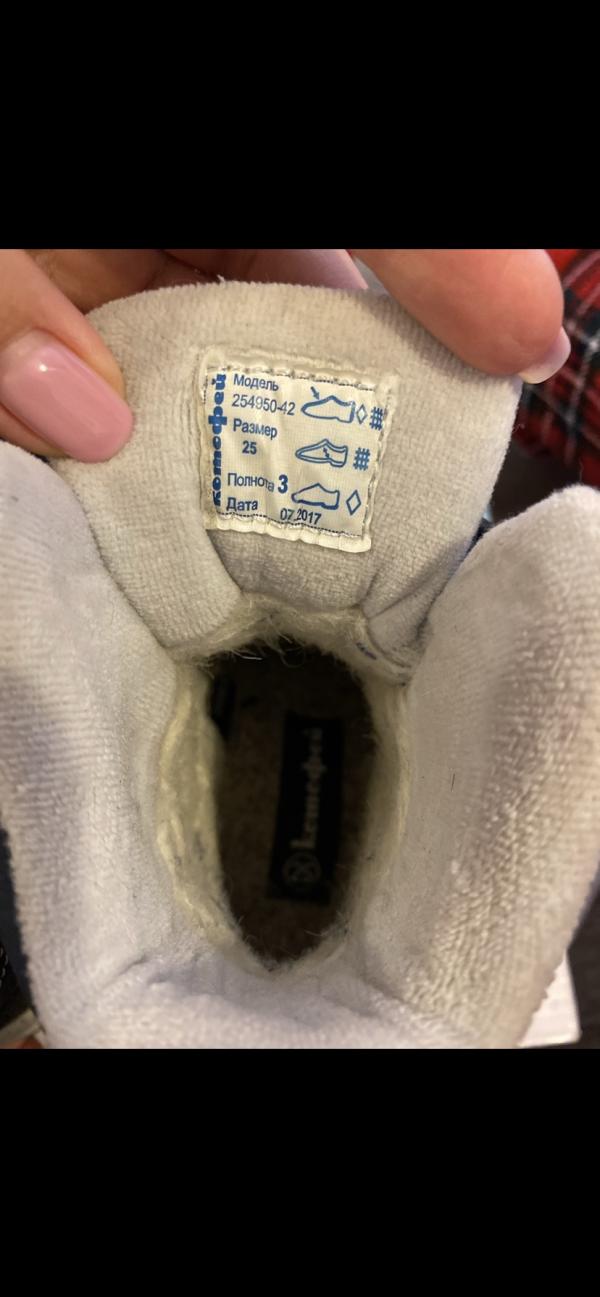 котофей
Модель
254950-42
Размер
25
Полнота 3
Дата 07.2017
Котофей